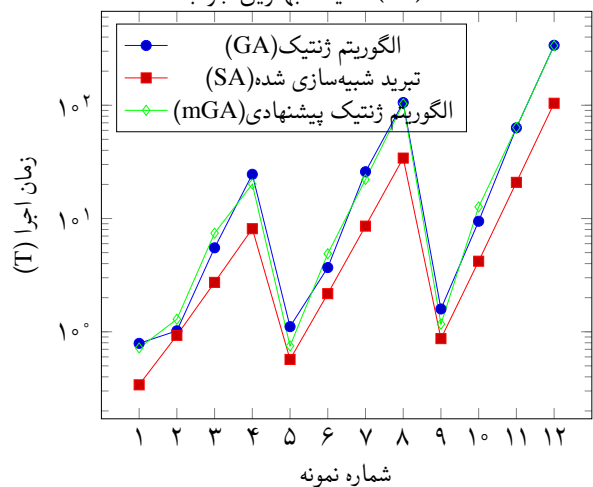 الگوریتم ژنتیک(GA)
تبرید شبیه‌سازی شده(SA)
الگوریتم ژنتیک پیشنهادی(mGA)
زمان اجرا (T)
۱۰۲
۱۰۱
۱۰۰
۱ ۲ ۳ ۴ ۵ ۶ ۷ ۸ ۹ ۱۰ ۱۱ ۱۲
شماره نمونه